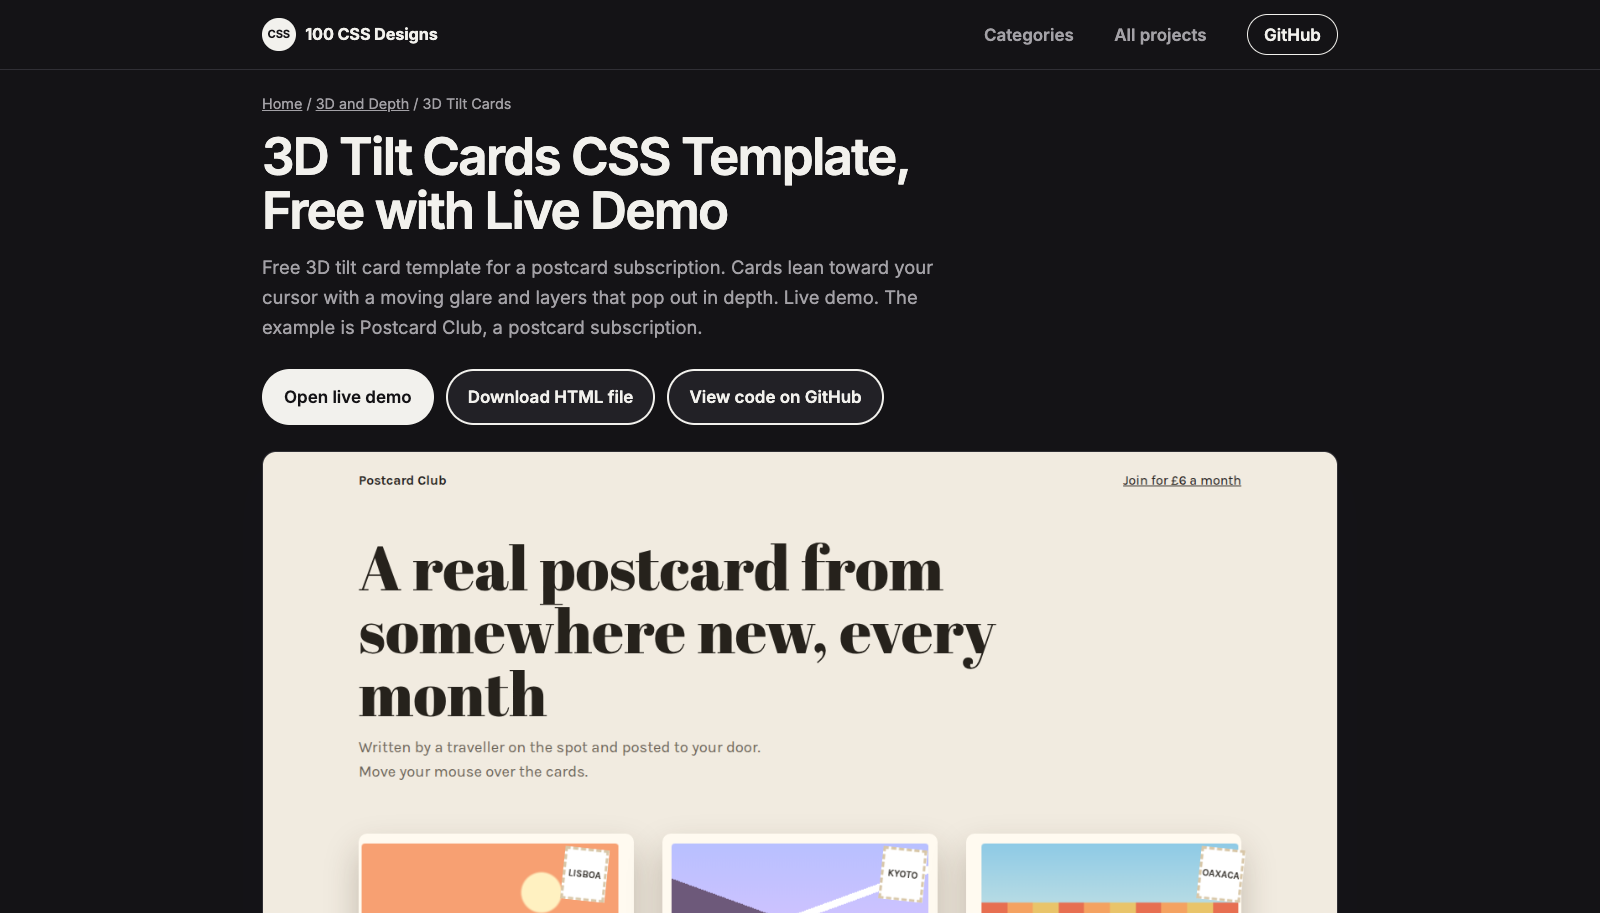 CSS 100 CSS Designs
Categories
All projects
GitHub
Home / 3D and Depth / 3D Tilt Cards
3D Tilt Cards CSS Template,
Free with Live Demo
Free 3D tilt card template for a postcard subscription. Cards lean toward your
cursor with a moving glare and layers that pop out in depth. Live demo. The
example is Postcard Club, a postcard subscription.
Open live demo
Download HTML file
View code on GitHub
Postcard Club
Join for £6 a month
A real postcard from
somewhere new, every
month
Written by a traveller on the spot and posted to your door.
Move your mouse over the cards.
LISBOA
KYOTO
OAXACA